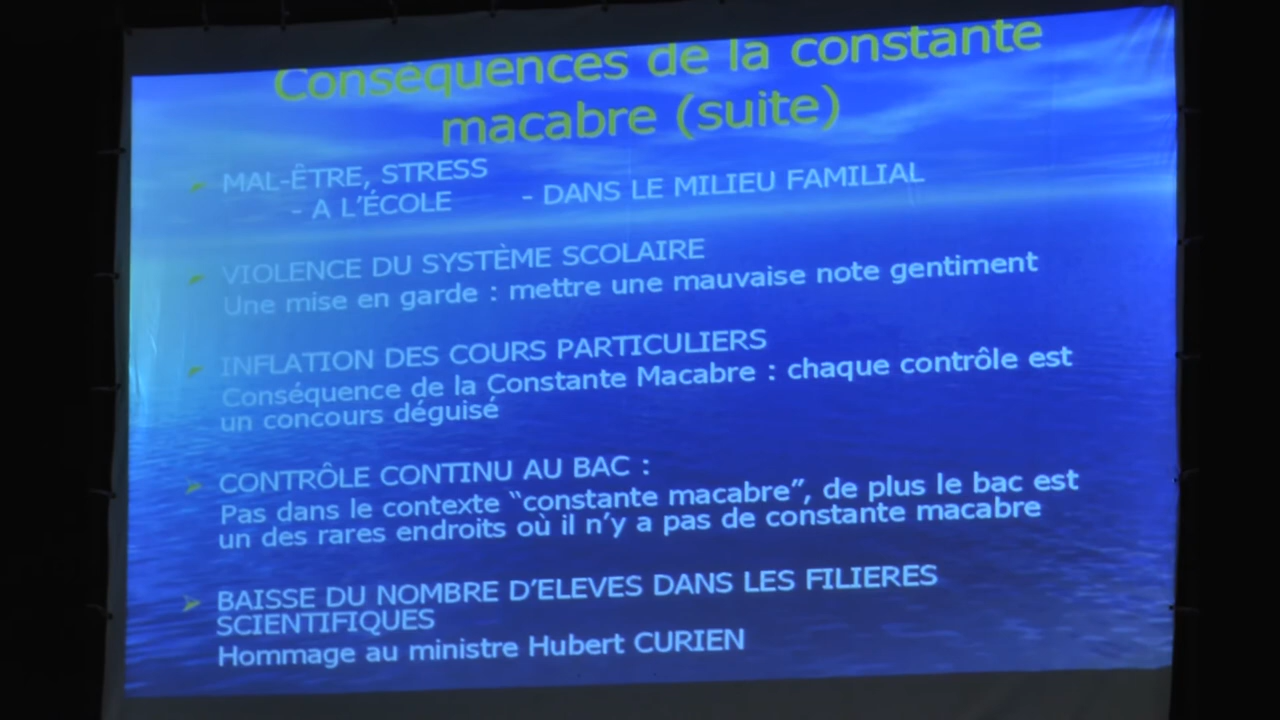 Conséquences de la constante
macabre (suite)
MAL-ÊTRE, STRESS
- A L'ÉCOLE - DANS LE MILIEU FAMILIAL
VIOLENCE DU SYSTÈME SCOLAIRE
Une mise en garde : mettre une mauvaise note gentiment
INFLATION DES COURS PARTICULIERS
Conséquence de la Constante Macabre : chaque contrôle est
un concours déguisé
CONTRÔLE CONTINU AU BAC :
Pas dans le contexte “constante macabre”, de plus le bac est
un des rares endroits où il n'y a pas de constante macabre
BAISSE DU NOMBRE D'ELEVES DANS LES FILIERES
SCIENTIFIQUES
Hommage au ministre Hubert CURIEN